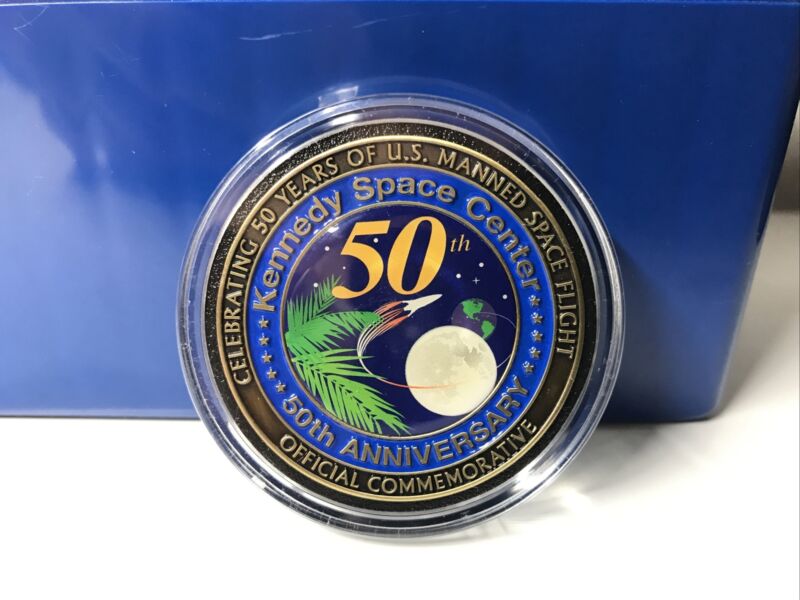 CELEBRATING 50 YEARS OF U.S. MANNED SPACE FLIGHT
Kennedy Space Center
50th
50th ANNIVERSARY
OFFICIAL COMMEMORATIVE